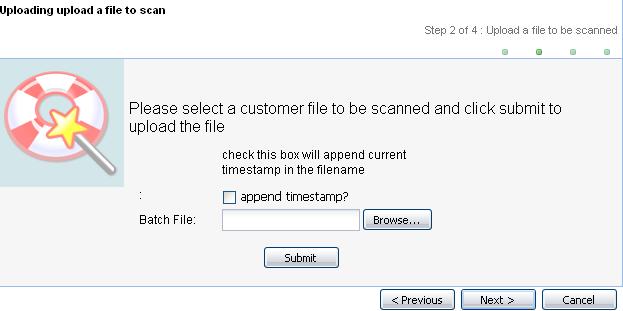 Uploading upload a file to scan
Step 2 of 4 : Upload a file to be scanned
Please select a customer file to be scanned and click submit to
upload the file
check this box will append current
timestamp in the filename
: append timestamp?
Batch File: Browse...
Submit
< Previous Next > Cancel